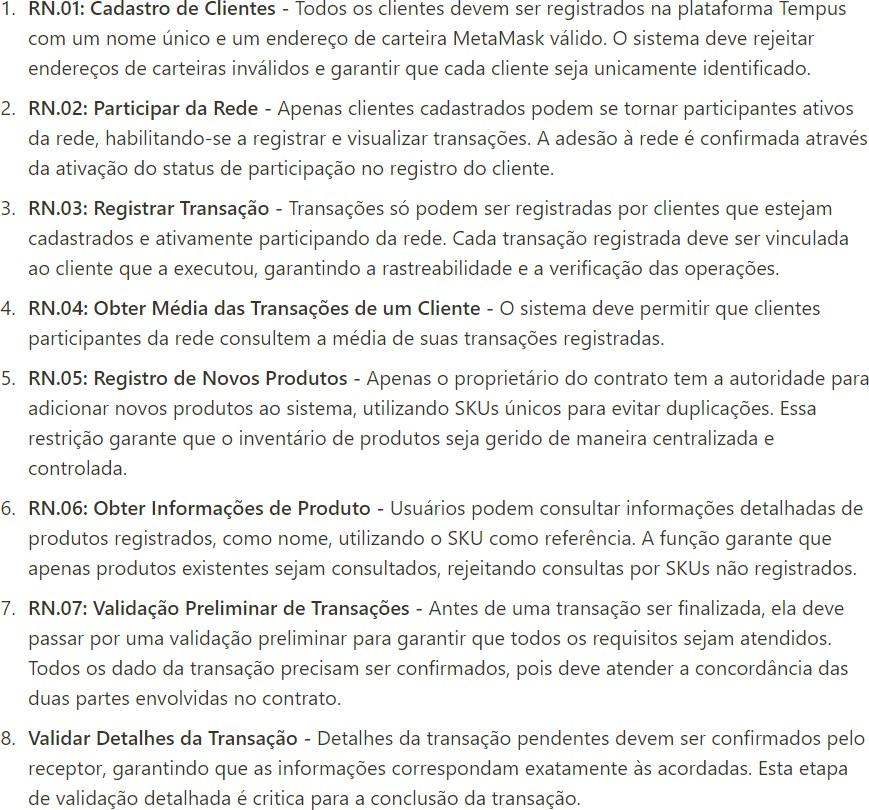 1. RN.01: Cadastro de Clientes - Todos os clientes devem ser registrados na plataforma Tempus
com um nome único e um endereço de carteira MetaMask válido. O sistema deve rejeitar
endereços de carteiras inválidos e garantir que cada cliente seja unicamente identificado.
2. RN.02: Participar da Rede - Apenas clientes cadastrados podem se tornar participantes ativos
da rede, habilitando-se a registrar e visualizar transações. A adesão à rede é confirmada através
da ativação do status de participação no registro do cliente.
3. RN.03: Registrar Transação - Transações só podem ser registradas por clientes que estejam
cadastrados e ativamente participando da rede. Cada transação registrada deve ser vinculada
ao cliente que a executou, garantindo a rastreabilidade e a verificação das operações.
4. RN.04: Obter Média das Transações de um Cliente - O sistema deve permitir que clientes
participantes da rede consultem a média de suas transações registradas.
5. RN.05: Registro de Novos Produtos - Apenas o proprietário do contrato tem a autoridade para
adicionar novos produtos ao sistema, utilizando SKUs únicos para evitar duplicações. Essa
restrição garante que o inventário de produtos seja gerido de maneira centralizada e
controlada.
6. RN.06: Obter Informações de Produto - Usuários podem consultar informações detalhadas de
produtos registrados, como nome, utilizando o SKU como referência. A função garante que
apenas produtos existentes sejam consultados, rejeitando consultas por SKUs não registrados.
7. RN.07: Validação Preliminar de Transações - Antes de uma transação ser finalizada, ela deve
passar por uma validação preliminar para garantir que todos os requisitos sejam atendidos.
Todos os dado da transação precisam ser confirmados, pois deve atender a concordância das
duas partes envolvidas no contrato.
8. Validar Detalhes da Transação - Detalhes da transação pendentes devem ser confirmados pelo
receptor, garantindo que as informações correspondam exatamente às acordadas. Esta etapa
de validação detalhada é critica para a conclusão da transação.